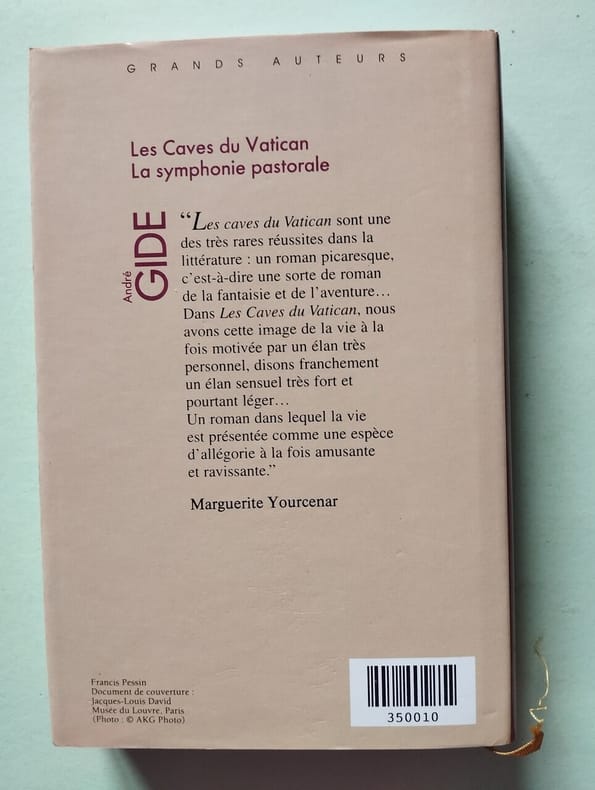 GRANDS AUTEURS
Les Caves du Vatican
La symphonie pastorale
André
GIDE
“Les caves du Vatican sont une
des très rares réussites dans la
littérature : un roman picaresque,
c’est-à-dire une sorte de roman
de la fantaisie et de l’aventure…
Dans Les Caves du Vatican, nous
avons cette image de la vie à la
fois motivée par un élan très
personnel, disons franchement
un élan sensuel très fort et
pourtant léger…
Un roman dans lequel la vie
est présentée comme une espèce
d’allégorie à la fois amusante
et ravissante.”
Marguerite Yourcenar
Francis Pessin
Document de couverture :
Jacques-Louis David
Musée du Louvre, Paris
(Photo : © AKG Photo)
350010